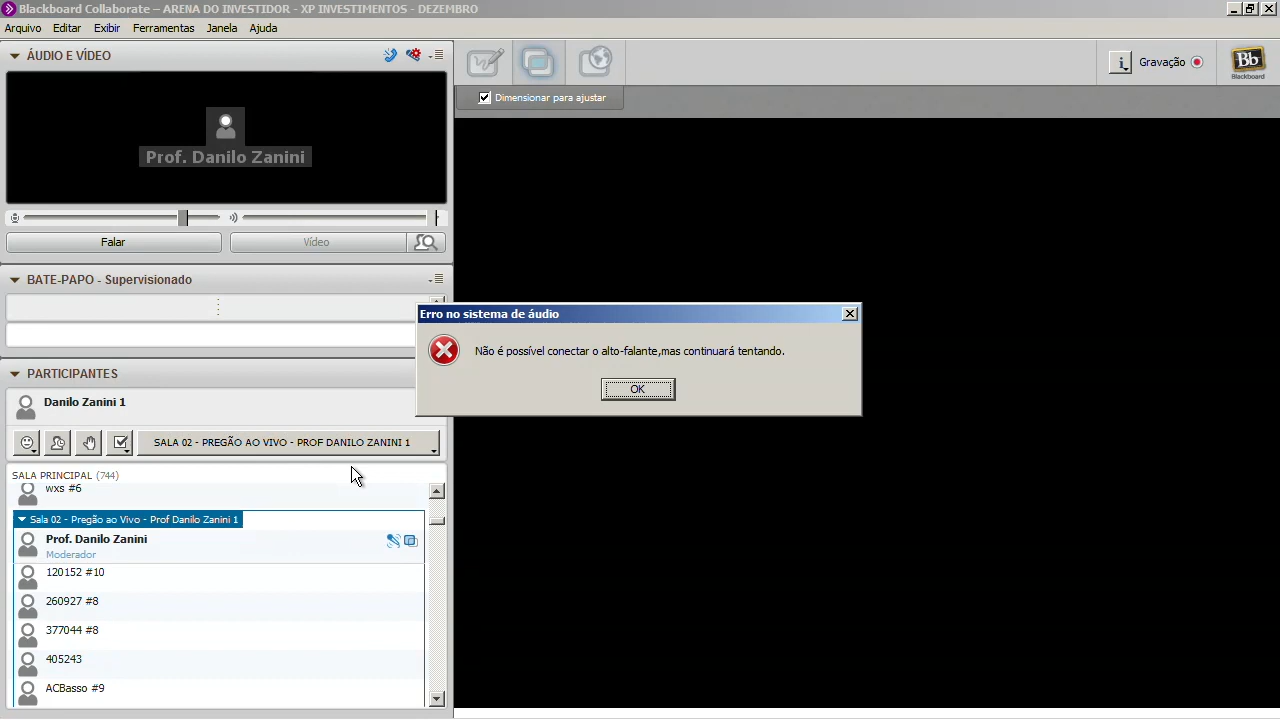 Blackboard Collaborate – ARENA DO INVESTIDOR - XP INVESTIMENTOS - DEZEMBRO
Arquivo Editar Exibir Ferramentas Janela Ajuda
ÁUDIO E VÍDEO
Gravação
Bb
Blackboard
Dimensionar para ajustar
Prof. Danilo Zanini
Falar
Vídeo
BATE-PAPO - Supervisionado
Erro no sistema de áudio
Não é possível conectar o alto-falante,mas continuará tentando.
OK
PARTICIPANTES
Danilo Zanini 1
SALA 02 - PREGÃO AO VIVO - PROF DANILO ZANINI 1
SALA PRINCIPAL (744)
wxs #6
Sala 02 - Pregão ao Vivo - Prof Danilo Zanini 1
Prof. Danilo Zanini
Moderador
120152 #10
260927 #8
377044 #8
405243
ACBasso #9